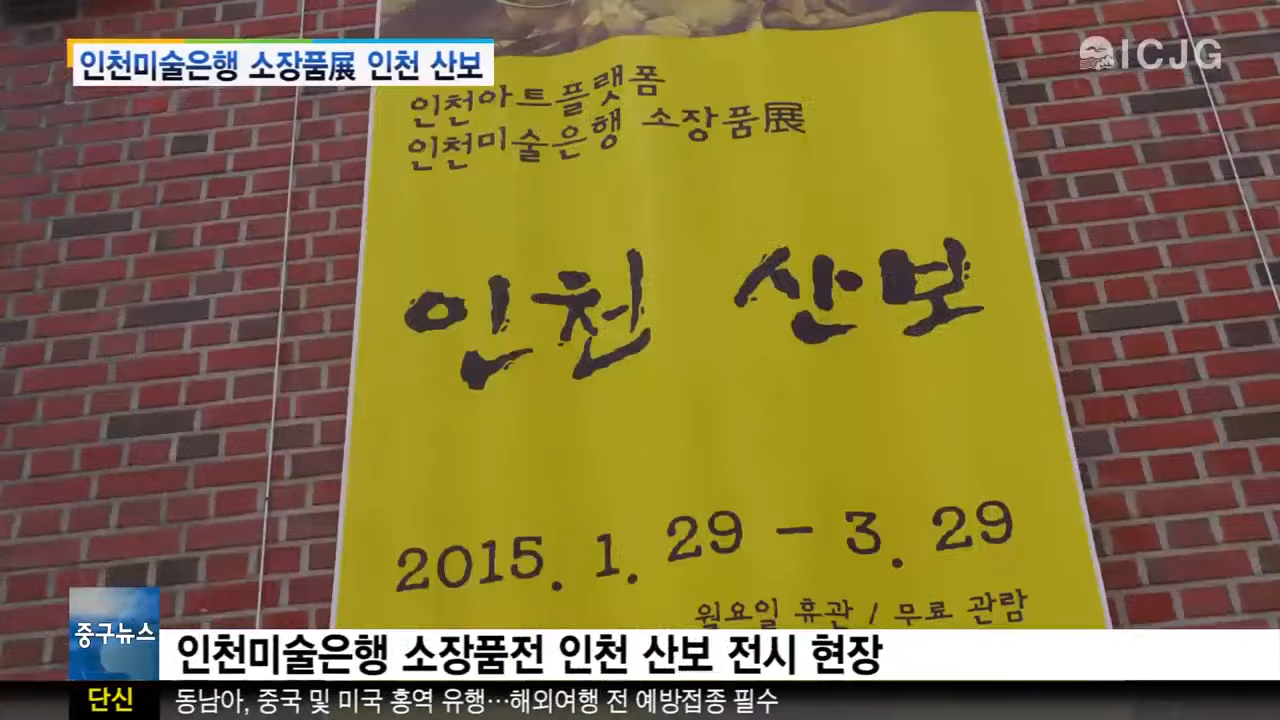 인천미술은행 소장품展 인천 산보
ICJG
인천아트플랫폼
인천미술은행 소장품展
인천 산보
2015. 1. 29 - 3. 29
월요일 휴관 / 무료 관람
중구뉴스
인천미술은행 소장품전 인천 산보 전시 현장
단신
동남아, 중국 및 미국 홍역 유행…해외여행 전 예방접종 필수